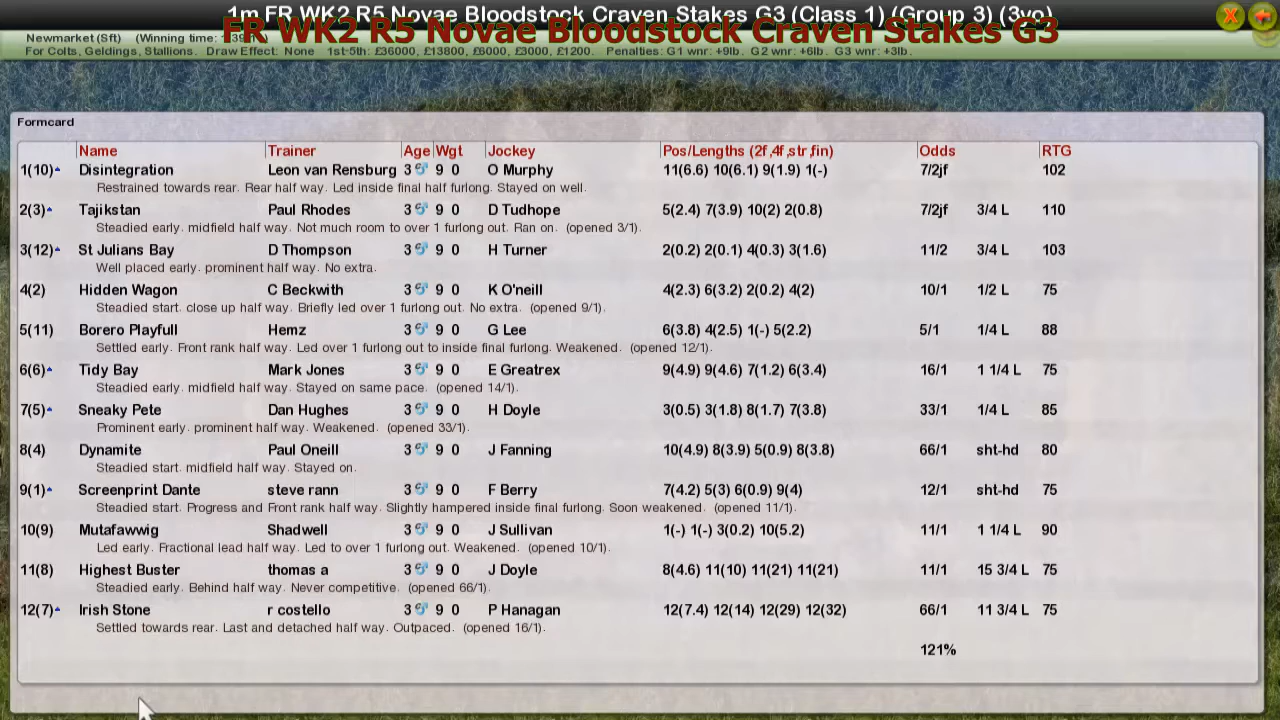 1m FR WK2 R5 Novae Bloodstock Craven Stakes G3 (Class 1) (Group 3) (3yo)
FR WK2 R5 Novae Bloodstock Craven Stakes G3
Newmarket (Sft) (Winning time:
For Colts, Geldings, Stallions. Draw Effect: None 1st-5th: £36000, £13800, £6000, £3000, £1200. Penalties: G1 wnr: +9lb. G2 wnr: +6lb. G3 wnr: +3lb.
Formcard
Name Trainer Age Wgt Jockey Pos/Lengths (2f,4f,str,fin) Odds RTG
1(10) Disintegration Leon van Rensburg 3 9 0 O Murphy 11(6.6) 10(6.1) 9(1.9) 1(-) 7/2jf 102
Restrained towards rear. Rear half way. Led inside final half furlong. Stayed on well.
2(3) Tajikstan Paul Rhodes 3 9 0 D Tudhope 5(2.4) 7(3.9) 10(2) 2(0.8) 7/2jf 3/4 L 110
Steadied early. midfield half way. Not much room to over 1 furlong out. Ran on. (opened 3/1).
3(12) St Julians Bay D Thompson 3 9 0 H Turner 2(0.2) 2(0.1) 4(0.3) 3(1.6) 11/2 3/4 L 103
Well placed early. prominent half way. No extra.
4(2) Hidden Wagon C Beckwith 3 9 0 K O'neill 4(2.3) 6(3.2) 2(0.2) 4(2) 10/1 1/2 L 75
Steadied start. close up half way. Briefly led over 1 furlong out. No extra. (opened 9/1).
5(11) Borero Playfull Hemz 3 9 0 G Lee 6(3.8) 4(2.5) 1(-) 5(2.2) 5/1 1/4 L 88
Settled early. Front rank half way. Led over 1 furlong out to inside final furlong. Weakened. (opened 12/1).
6(6) Tidy Bay Mark Jones 3 9 0 E Greatrex 9(4.9) 9(4.6) 7(1.2) 6(3.4) 16/1 1 1/4 L 75
Steadied early. midfield half way. Stayed on same pace. (opened 14/1).
7(5) Sneaky Pete Dan Hughes 3 9 0 H Doyle 3(0.5) 3(1.8) 8(1.7) 7(3.8) 33/1 1/4 L 85
Prominent early. prominent half way. Weakened. (opened 33/1).
8(4) Dynamite Paul Oneill 3 9 0 J Fanning 10(4.9) 8(3.9) 5(0.9) 8(3.8) 66/1 sht-hd 80
Steadied start. midfield half way. Stayed on.
9(1) Screenprint Dante steve rann 3 9 0 F Berry 7(4.2) 5(3) 6(0.9) 9(4) 12/1 sht-hd 75
Steadied start. Progress and Front rank half way. Slightly hampered inside final furlong. Soon weakened. (opened 11/1).
10(9) Mutafawwig Shadwell 3 9 0 J Sullivan 1(-) 1(-) 3(0.2) 10(5.2) 11/1 1 1/4 L 90
Led early. Fractional lead half way. Led to over 1 furlong out. Weakened. (opened 10/1).
11(8) Highest Buster thomas a 3 9 0 J Doyle 8(4.6) 11(10) 11(21) 11(21) 11/1 15 3/4 L 75
Steadied early. Behind half way. Never competitive. (opened 66/1).
12(7) Irish Stone r costello 3 9 0 P Hanagan 12(7.4) 12(14) 12(29) 12(32) 66/1 11 3/4 L 75
Settled towards rear. Last and detached half way. Outpaced. (opened 16/1).
121%